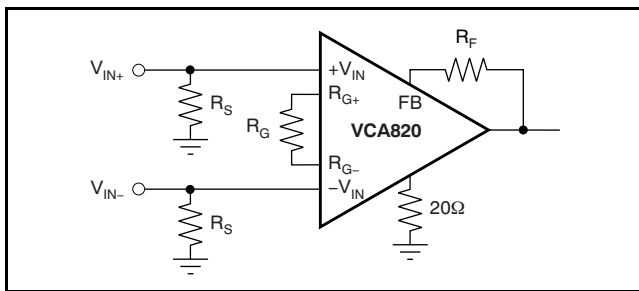 R_F
V_IN+
+V_IN
R_S
R_G+
FB
R_G
VCA820
R_G−
V_IN−
−V_IN
20Ω
R_S